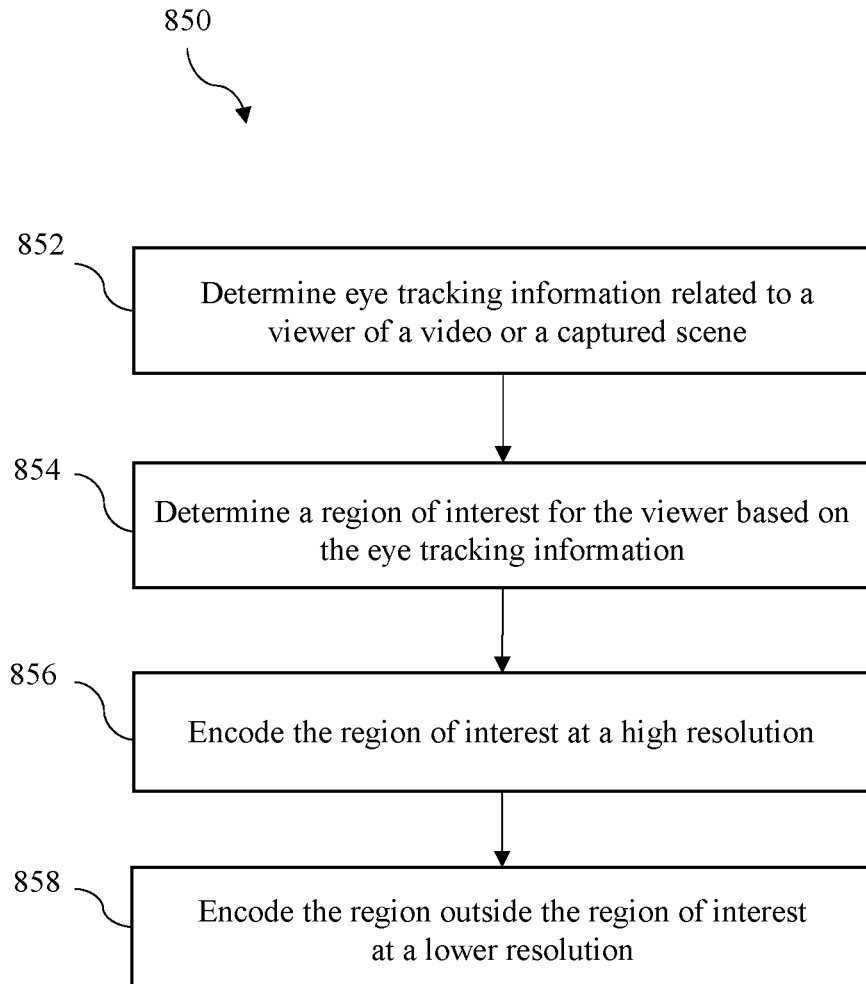 850
852
Determine eye tracking information related to a
viewer of a video or a captured scene
854
Determine a region of interest for the viewer based on
the eye tracking information
856
Encode the region of interest at a high resolution
858
Encode the region outside the region of interest
at a lower resolution